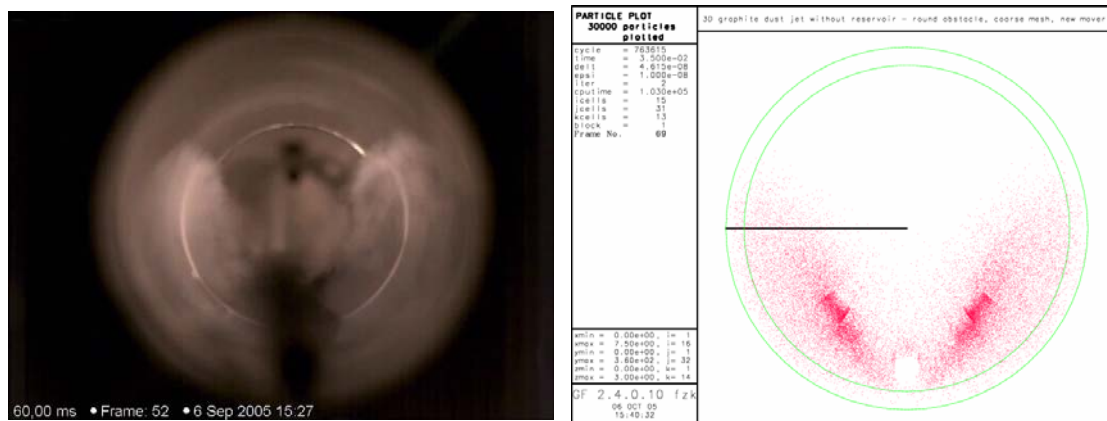 60,00 ms • Frame: 52 • 6 Sep 2005 15:27
PARTICLE PLOT
30000 particles
plotted
cycle = 763615
time = 3.500e-02
delt = 4.615e-08
epsi = 1.000e-08
iter = 2
cputime = 1.030e+05
icells = 15
jcells = 31
kcells = 13
block = 1
Frame No. 69
xmin = 0.00e+00, i= 1
xmax = 7.50e+00, i= 16
ymin = 0.00e+00, j= 1
ymax = 3.60e+02, j= 32
zmin = 0.00e+00, k= 1
zmax = 3.00e+00, k= 14
GF 2.4.0.10 fzk
06 OCT 05
15:40:32
3D graphite dust jet without reservoir - round obstacle, coarse mesh, new mover